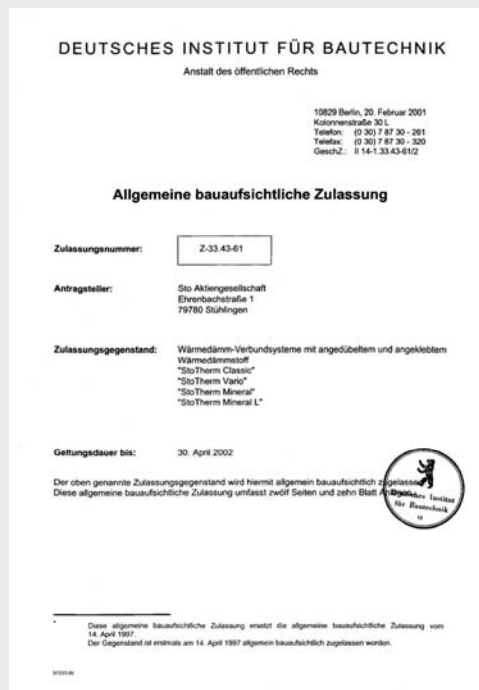 DEUTSCHES INSTITUT FÜR BAUTECHNIK
Anstalt des öffentlichen Rechts
10829 Berlin, 20. Februar 2001
Kolonnenstraße 30 L
Telefon: (0 30) 7 87 30 - 261
Telefax: (0 30) 7 87 30 - 320
GeschZ.: II 14-1.33.43-61/2
Allgemeine bauaufsichtliche Zulassung
Zulassungsnummer: Z-33.43-61
Antragsteller: Sto Aktiengesellschaft
Ehrenbachstraße 1
79780 Stühlingen
Zulassungsgegenstand: Wärmedämm-Verbundsysteme mit angedübeltem und angeklebtem
Wärmedämmstoff
"StoTherm Classic"
"StoTherm Vario"
"StoTherm Mineral"
"StoTherm Mineral L"
Geltungsdauer bis: 30. April 2002
Der oben genannte Zulassungsgegenstand wird hiermit allgemein bauaufsichtlich zugelassen.
Diese allgemeine bauaufsichtliche Zulassung umfasst zwölf Seiten und zehn Blatt
Deutsches Institut
für Bautechnik
* Diese allgemeine bauaufsichtliche Zulassung ersetzt die allgemeine bauaufsichtliche Zulassung vom
14. April 1997.
Der Gegenstand ist erstmals am 14. April 1997 allgemein bauaufsichtlich zugelassen worden.